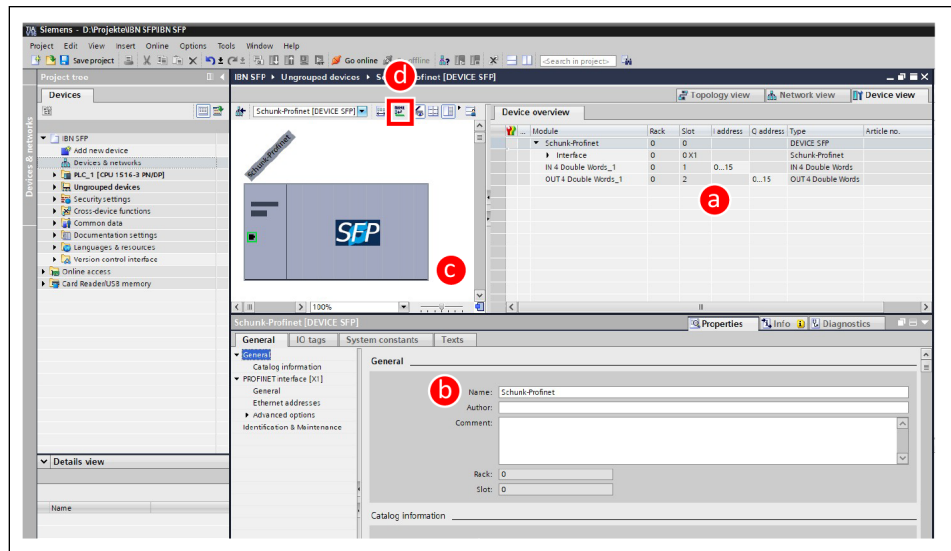 Siemens - D:\Projekte\IBN SFP\IBN SFP
Project Edit View Insert Online Options Tools Window Help
Save project Go online offline <Search in project>
Project tree
IBN SFP ▸ Ungrouped devices ▸ [DEVICE SFP]
d
Devices
Topology view Network view Device view
Schunk-Profinet [DEVICE SFP]
Device overview
Devices & networks
... Module Rack Slot I address Q address Type Article no.
Schunk-Profinet 0 0 DEVICE SFP
Interface 0 0 X1 Schunk-Profinet
IN 4 Double Words_1 0 1 0...15 IN 4 Double Words
OUT 4 Double Words_1 0 2 0...15 OUT 4 Double Words
IBN SFP
Add new device
Devices & networks
PLC_1 [CPU 1516-3 PN/DP]
Ungrouped devices
Security settings
Cross-device functions
Common data
Documentation settings
Languages & resources
Version control interface
Online access
Card Reader/USB memory
Schunk-Profinet
SFP
a
c
100%
Schunk-Profinet [DEVICE SFP]
Properties Info Diagnostics
General IO tags System constants Texts
General
Catalog information
PROFINET interface [X1]
General
Ethernet addresses
Advanced options
Identification & Maintenance
General
b
Name: Schunk-Profinet
Author:
Comment:
Rack: 0
Slot: 0
Catalog information
Details view
Name